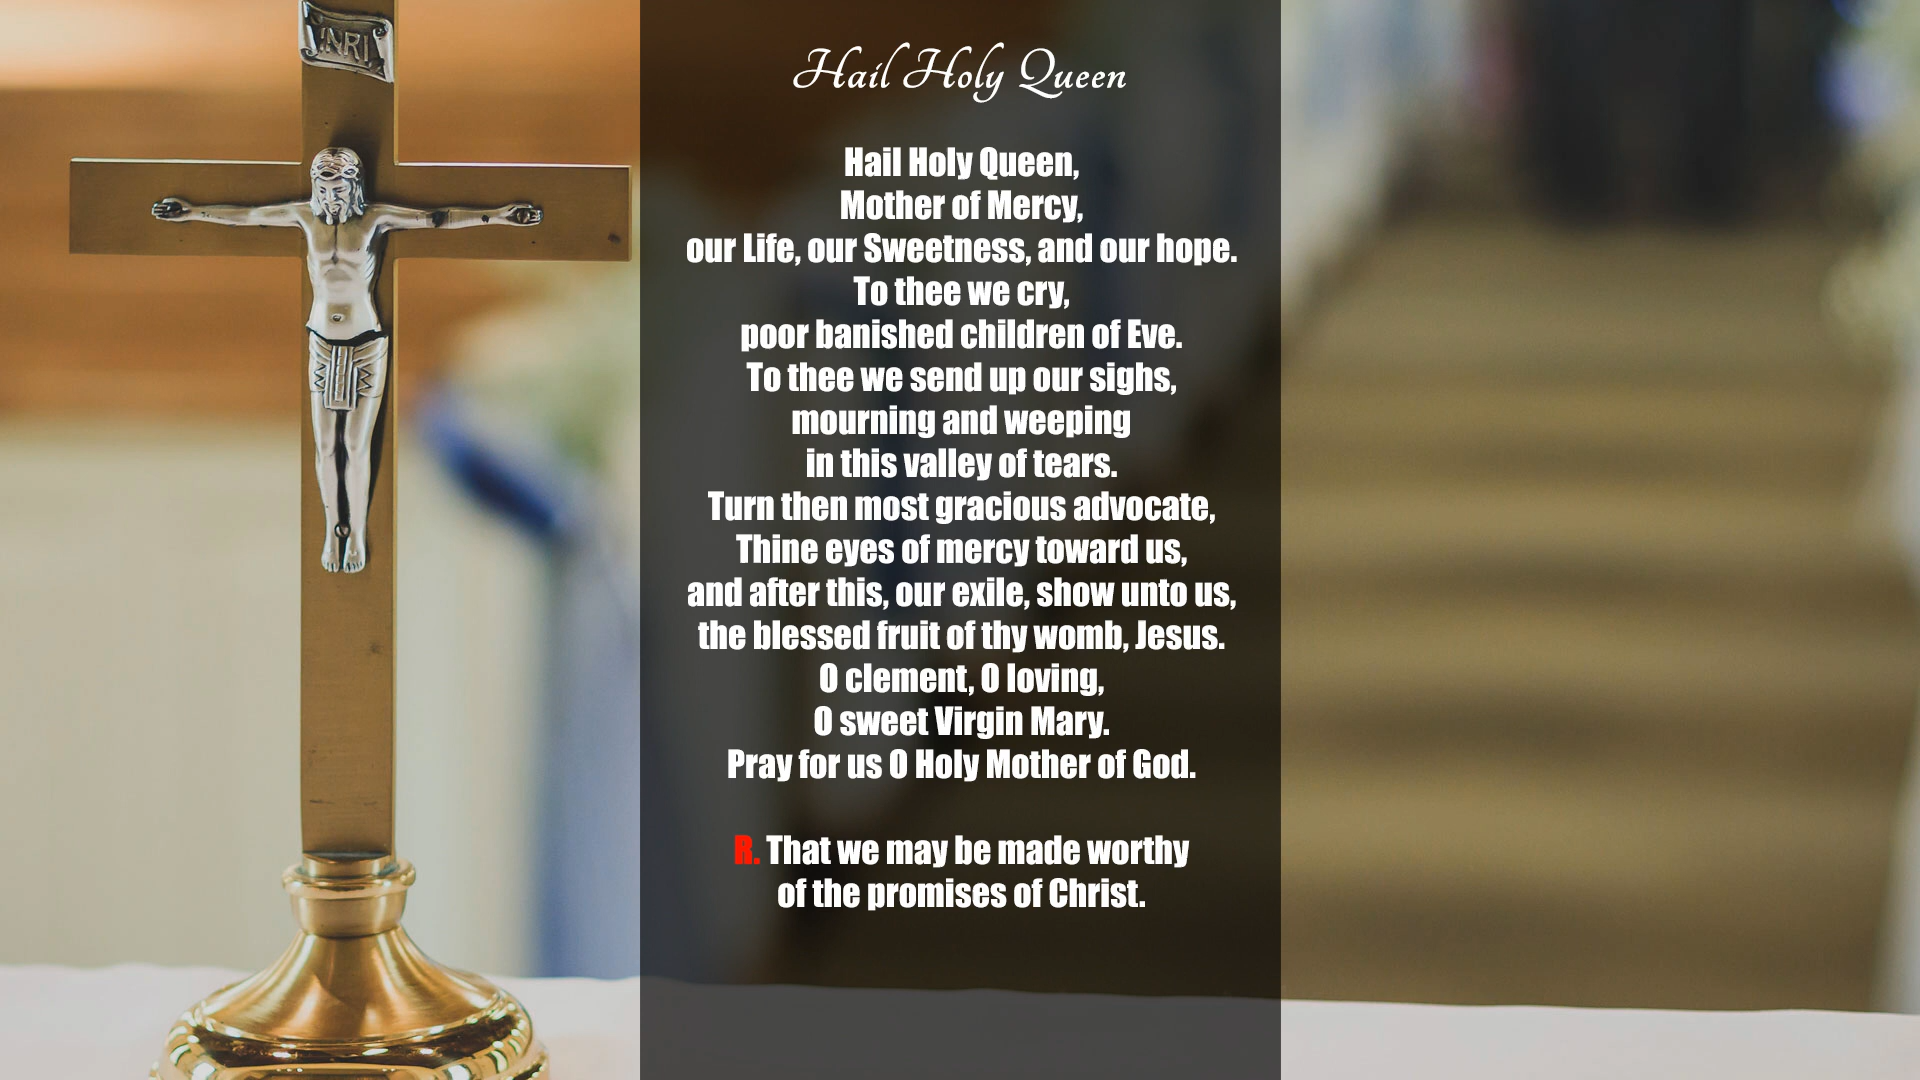 INRI
Hail Holy Queen
Hail Holy Queen,
Mother of Mercy,
our Life, our Sweetness, and our hope.
To thee we cry,
poor banished children of Eve.
To thee we send up our sighs,
mourning and weeping
in this valley of tears.
Turn then most gracious advocate,
Thine eyes of mercy toward us,
and after this, our exile, show unto us,
the blessed fruit of thy womb, Jesus.
O clement, O loving,
O sweet Virgin Mary.
Pray for us O Holy Mother of God.
R. That we may be made worthy
of the promises of Christ.